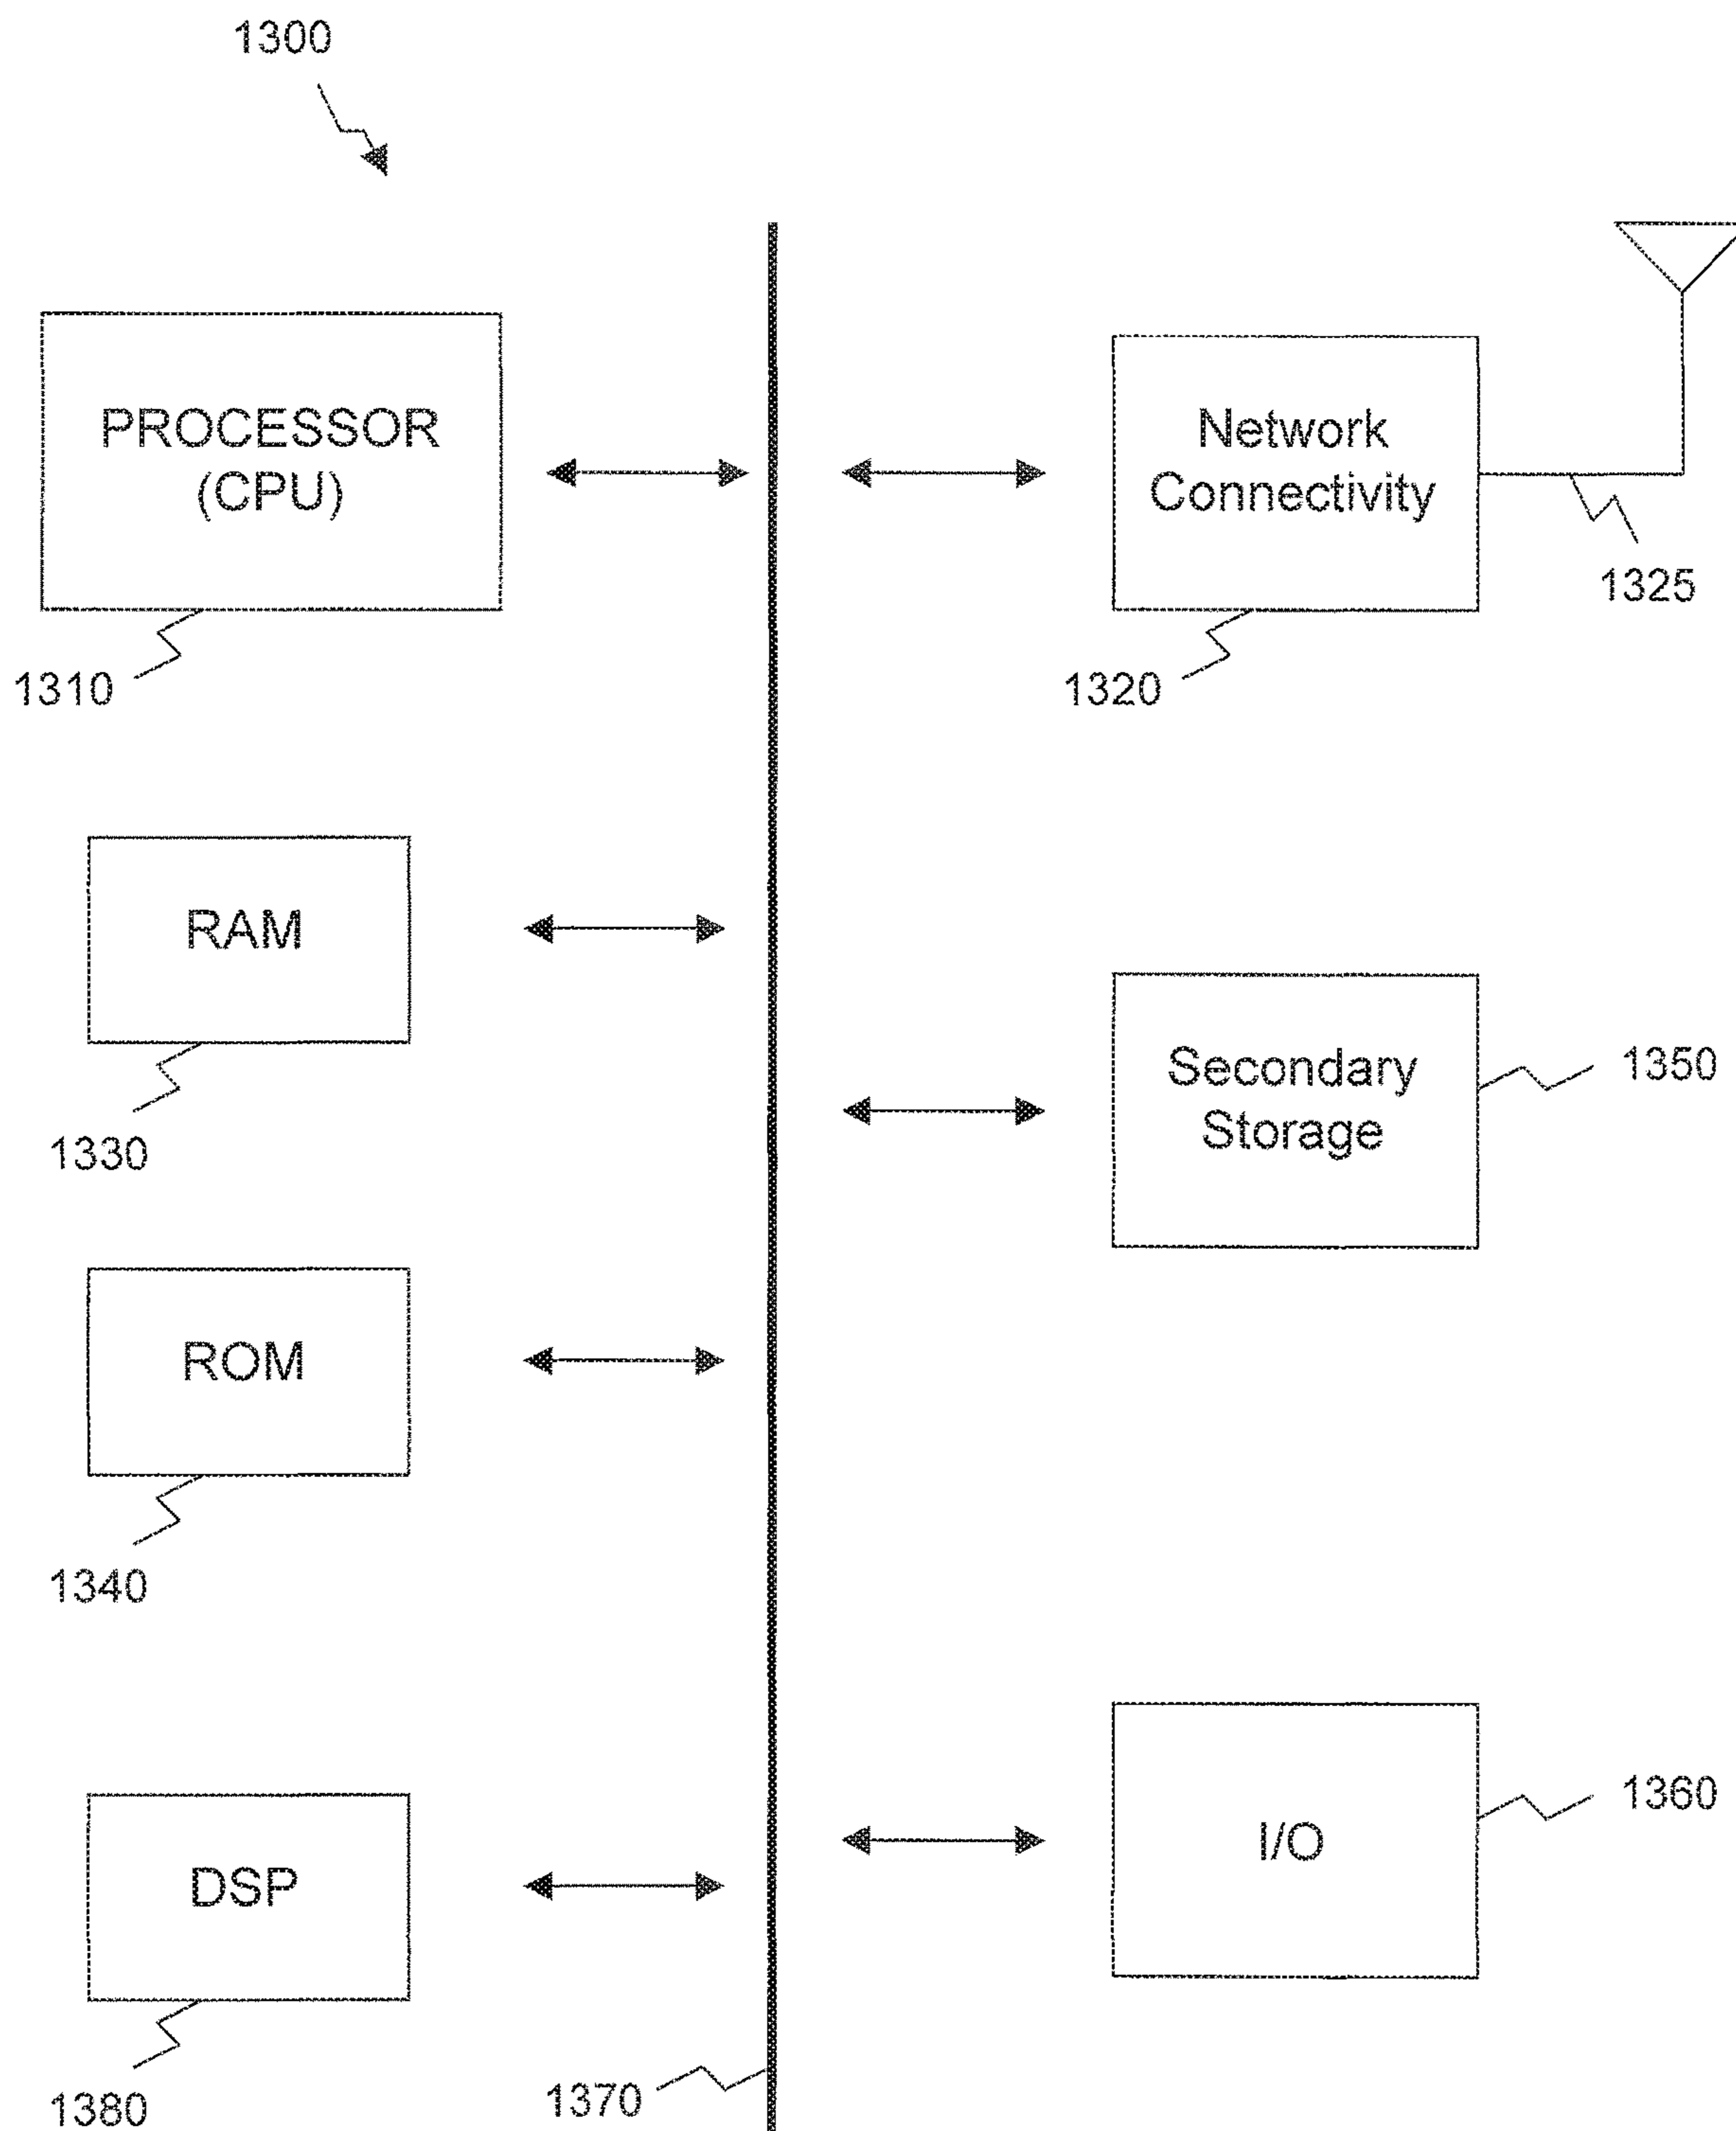 1300
PROCESSOR
(CPU)
1310
Network
Connectivity
1325
1320
RAM
1330
Secondary
Storage
1350
ROM
1340
I/O
1360
DSP
1380
1370